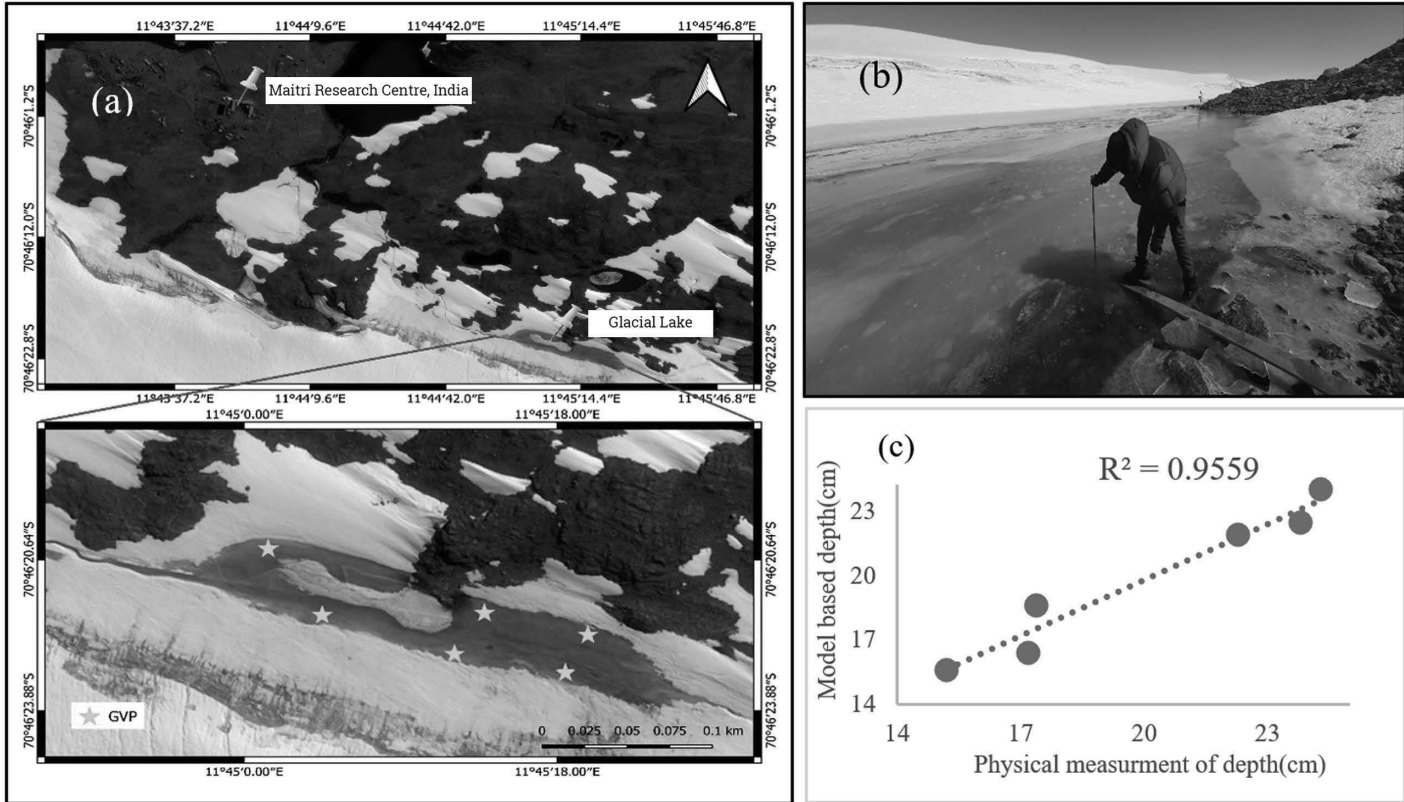 11°43′37.2″E 11°44′9.6″E 11°44′42.0″E 11°45′14.4″E 11°45′46.8″E
(a)
Maitri Research Centre, India
70°46′1.2″S
70°46′12.0″S
70°46′22.8″S
70°46′1.2″S
70°46′12.0″S
70°46′22.8″S
Glacial Lake
11°43′37.2″E 11°44′9.6″E 11°44′42.0″E 11°45′14.4″E 11°45′46.8″E
11°45′0.00″E 11°45′18.00″E
70°46′20.64″S
70°46′23.88″S
70°46′20.64″S
70°46′23.88″S
GVP
0 0.025 0.05 0.075 0.1 km
11°45′0.00″E 11°45′18.00″E
(b)
(c)
R² = 0.9559
Model based depth(cm)
23
20
17
14
14 17 20 23
Physical measurment of depth(cm)